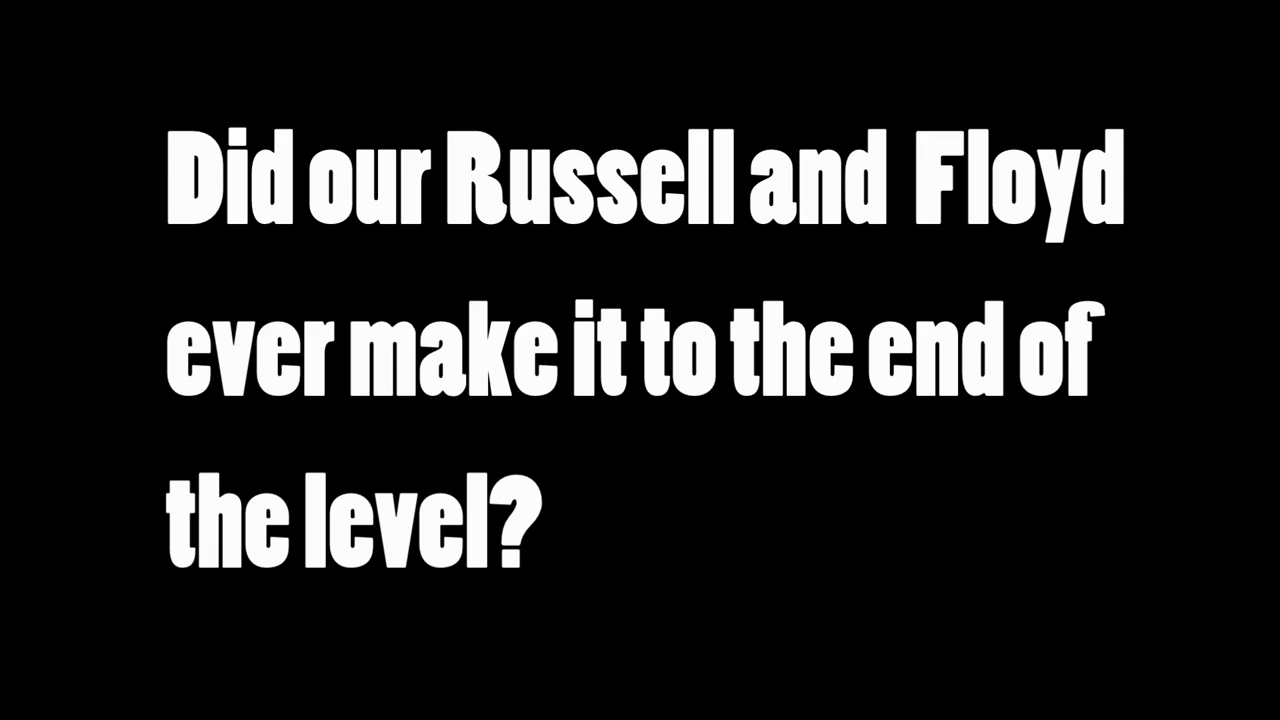 Did our Russell and Floyd
ever make it to the end of
the level?